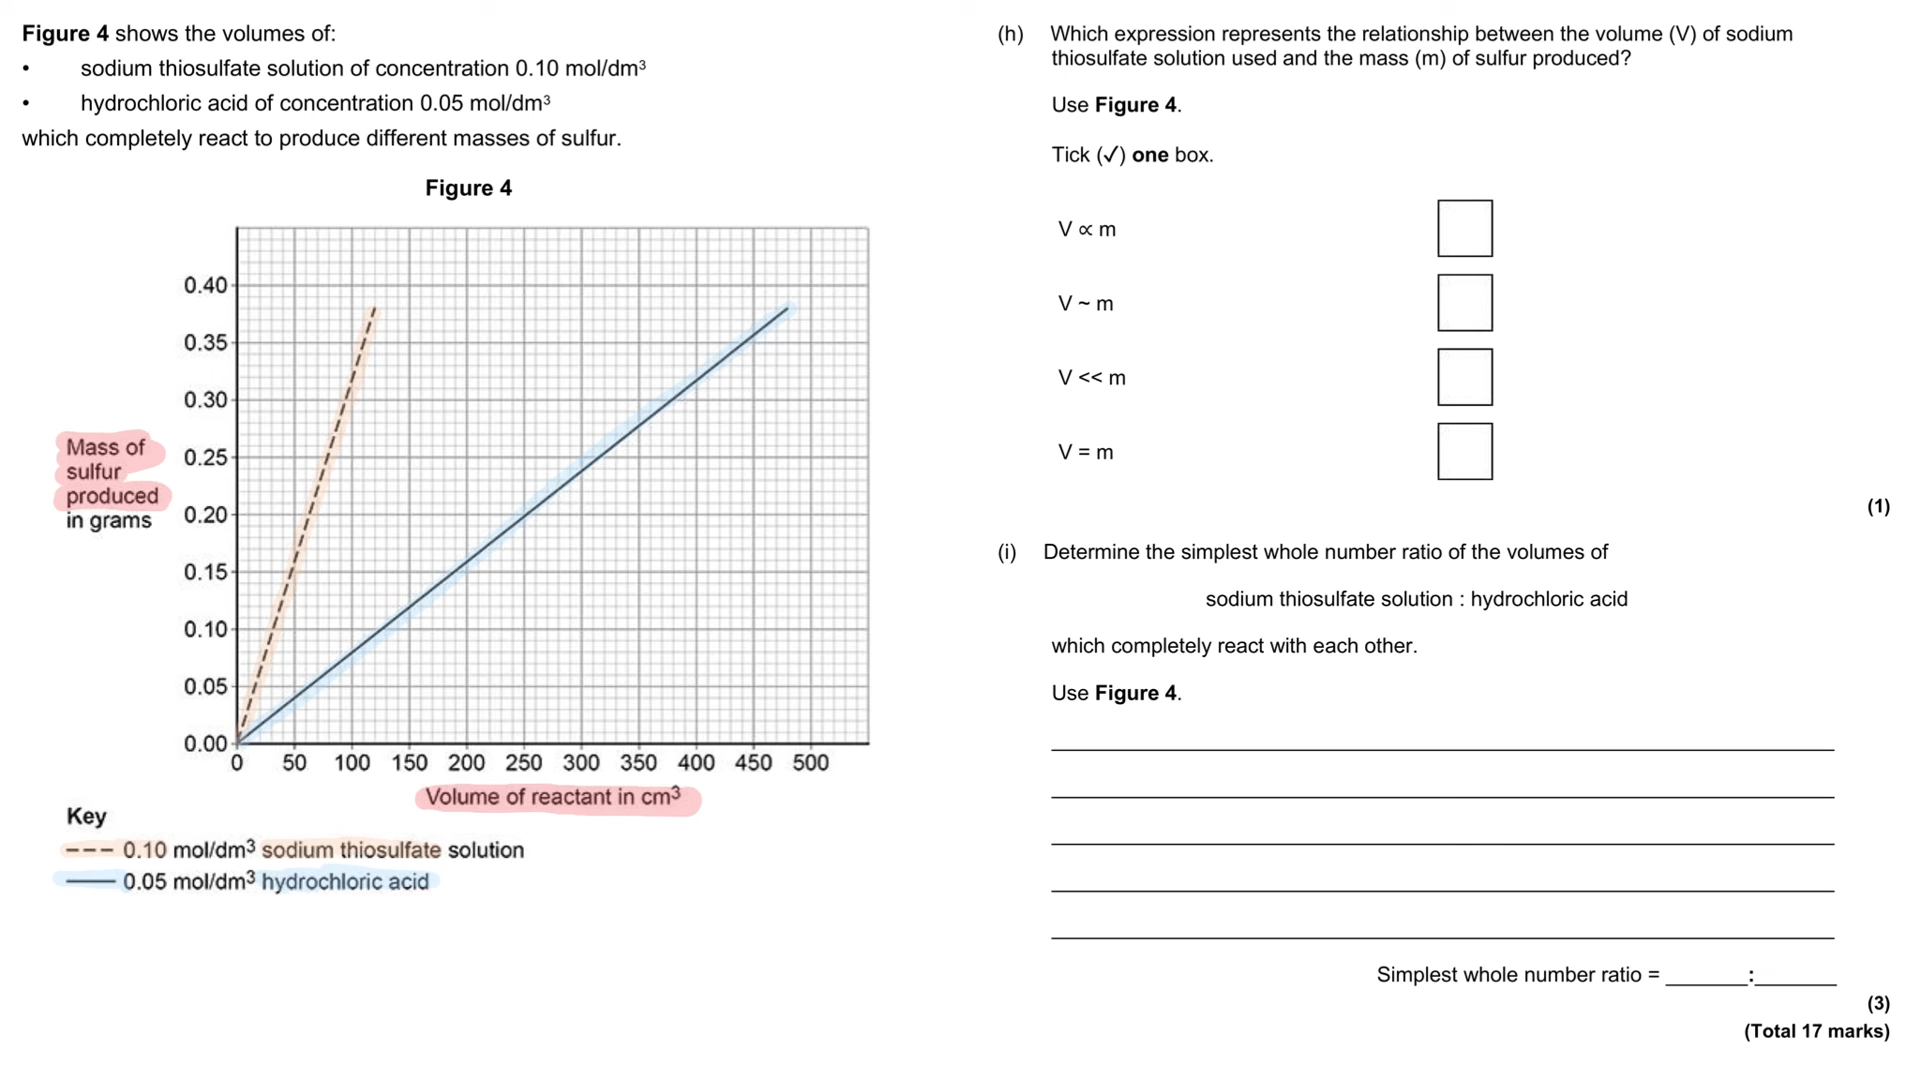 Figure 4 shows the volumes of:
• sodium thiosulfate solution of concentration 0.10 mol/dm³
• hydrochloric acid of concentration 0.05 mol/dm³
which completely react to produce different masses of sulfur.
Figure 4
0.40
0.35
0.30
0.25
0.20
0.15
0.10
0.05
0.00
Mass of
sulfur
produced
in grams
0 50 100 150 200 250 300 350 400 450 500
Volume of reactant in cm³
Key
0.10 mol/dm³ sodium thiosulfate solution
0.05 mol/dm³ hydrochloric acid
(h) Which expression represents the relationship between the volume (V) of sodium
thiosulfate solution used and the mass (m) of sulfur produced?
Use Figure 4.
Tick (✓) one box.
V ∝ m
V ~ m
V << m
V = m
(1)
(i) Determine the simplest whole number ratio of the volumes of
sodium thiosulfate solution : hydrochloric acid
which completely react with each other.
Use Figure 4.
Simplest whole number ratio = _______:_______
(3)
(Total 17 marks)